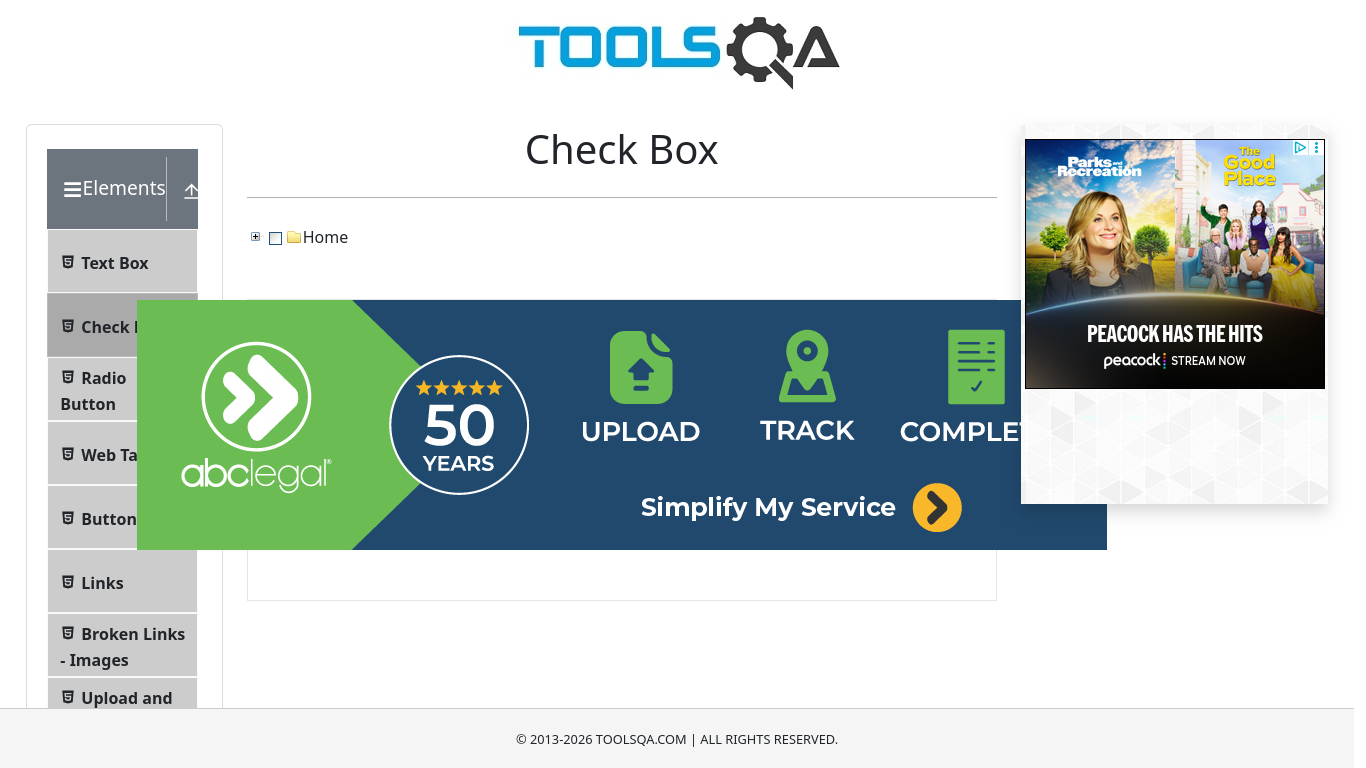 TOOLSQA
Elements
Text Box
Check
Radio
Button
Web Ta
Button
Links
Broken Links
- Images
Upload and
Check Box
Home
abclegal
50
YEARS
UPLOAD
TRACK
COMPLET
Simplify My Service
Parks and
Recreation
The
Good
Place
PEACOCK HAS THE HITS
peacock STREAM NOW
© 2013-2026 TOOLSQA.COM | ALL RIGHTS RESERVED.